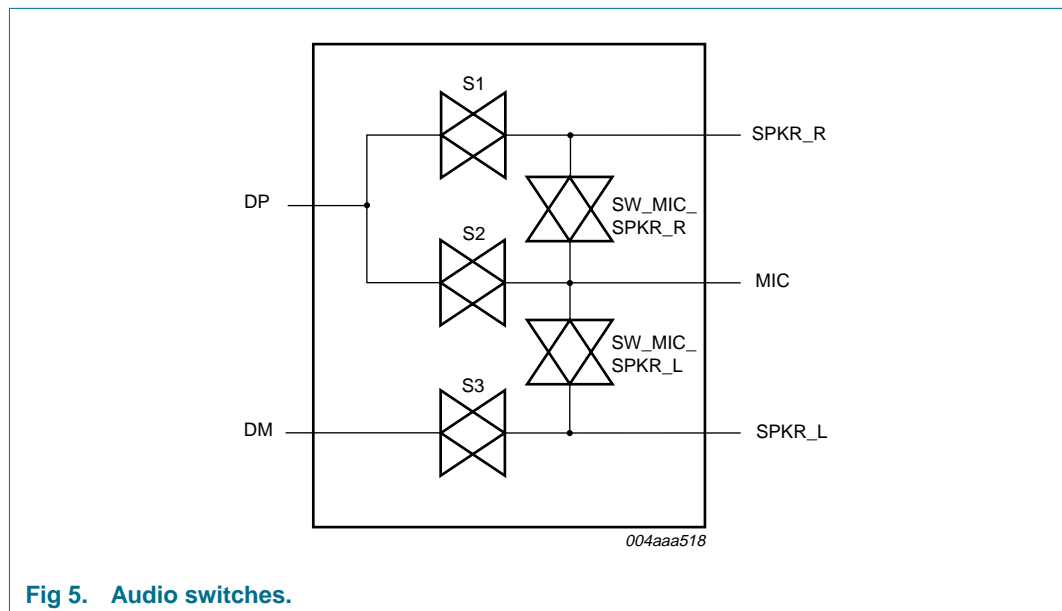 S1
SPKR_R
DP
SW_MIC_
SPKR_R
S2
MIC
SW_MIC_
SPKR_L
S3
DM
SPKR_L
004aaa518
Fig 5. Audio switches.